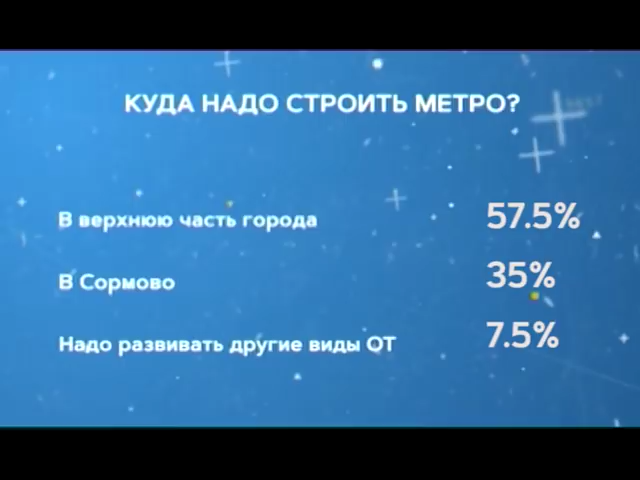 КУДА НАДО СТРОИТЬ МЕТРО?
В верхнюю часть города 57.5%
В Сормово 35%
Надо развивать другие виды ОТ 7.5%